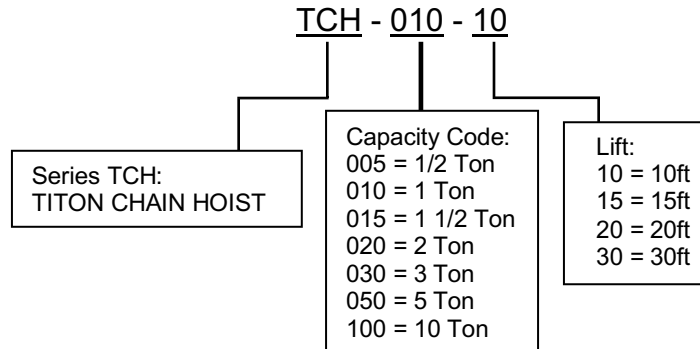 TCH - 010 - 10
Series TCH:
TITON CHAIN HOIST
Capacity Code:
005 = 1/2 Ton
010 = 1 Ton
015 = 1 1/2 Ton
020 = 2 Ton
030 = 3 Ton
050 = 5 Ton
100 = 10 Ton
Lift:
10 = 10ft
15 = 15ft
20 = 20ft
30 = 30ft